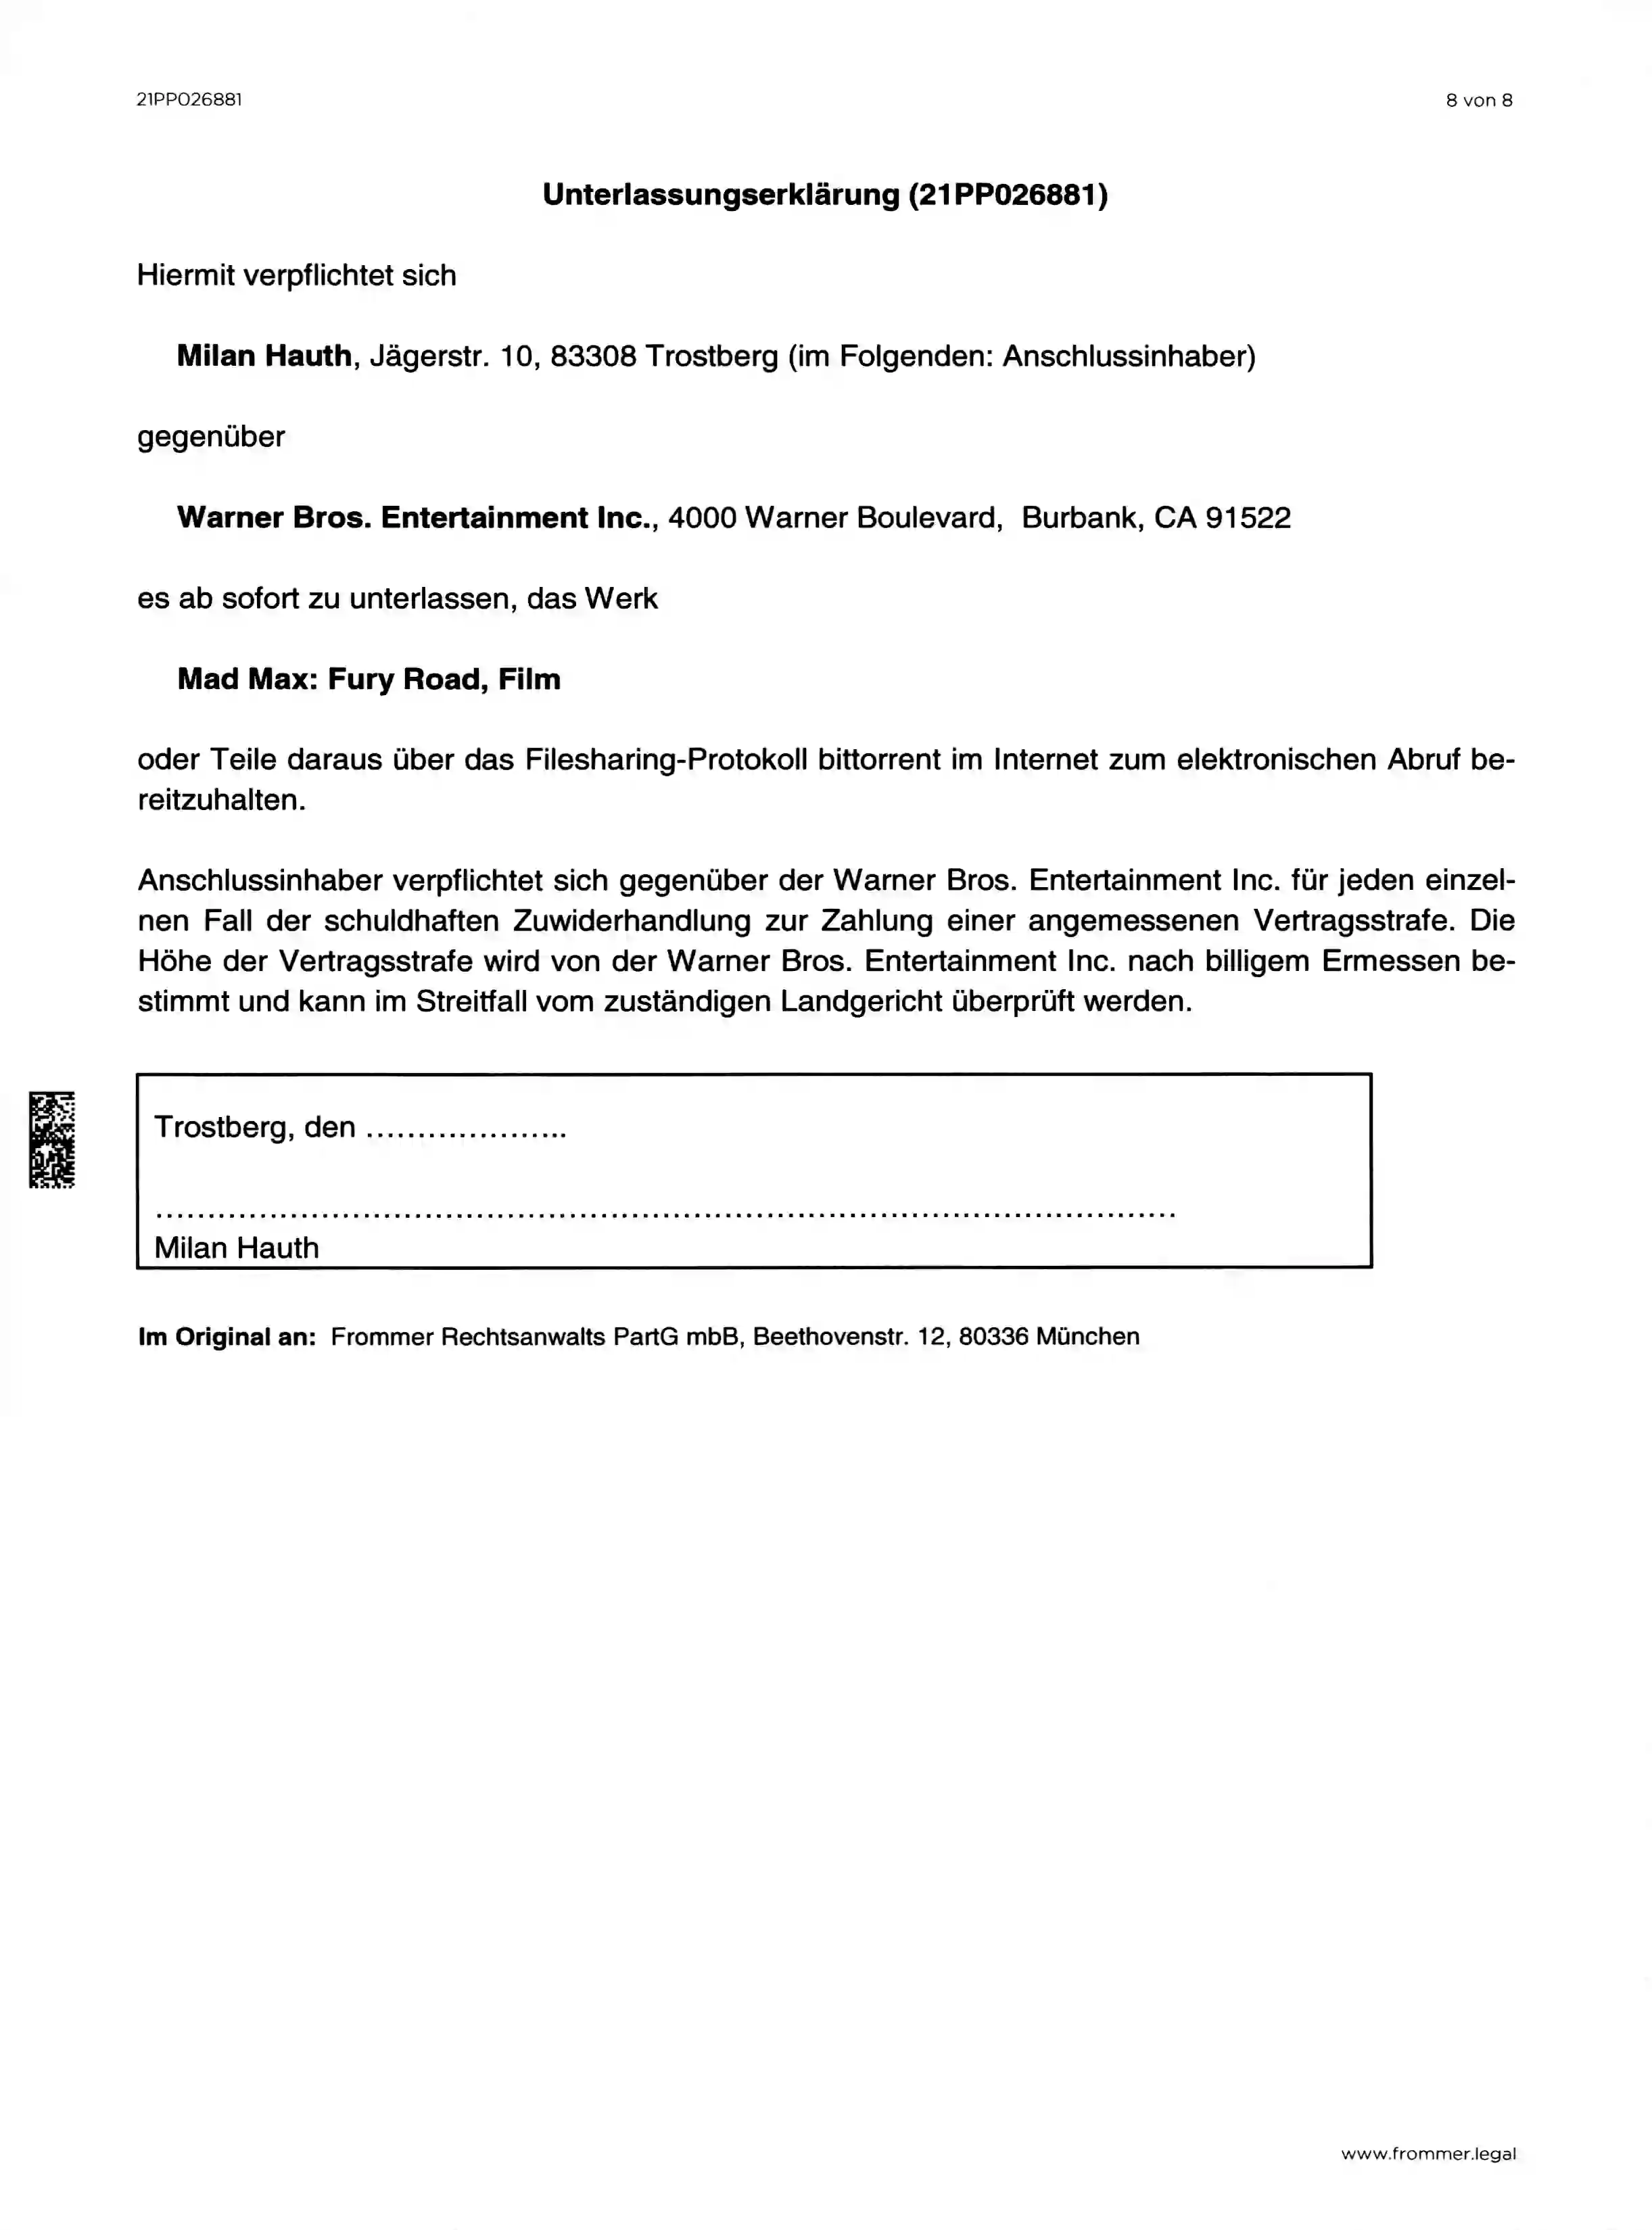 21PP026881
8 von 8
Unterlassungserklärung (21PP026881)
Hiermit verpflichtet sich
Milan Hauth, Jägerstr. 10, 83308 Trostberg (im Folgenden: Anschlussinhaber)
gegenüber
Warner Bros. Entertainment Inc., 4000 Warner Boulevard, Burbank, CA 91522
es ab sofort zu unterlassen, das Werk
Mad Max: Fury Road, Film
oder Teile daraus über das Filesharing-Protokoll bittorrent im Internet zum elektronischen Abruf be-
reitzuhalten.
Anschlussinhaber verpflichtet sich gegenüber der Warner Bros. Entertainment Inc. für jeden einzel-
nen Fall der schuldhaften Zuwiderhandlung zur Zahlung einer angemessenen Vertragsstrafe. Die
Höhe der Vertragsstrafe wird von der Warner Bros. Entertainment Inc. nach billigem Ermessen be-
stimmt und kann im Streitfall vom zuständigen Landgericht überprüft werden.
Trostberg, den ....................
....................................................................................................
Milan Hauth
Im Original an: Frommer Rechtsanwalts PartG mbB, Beethovenstr. 12, 80336 München
www.frommer.legal